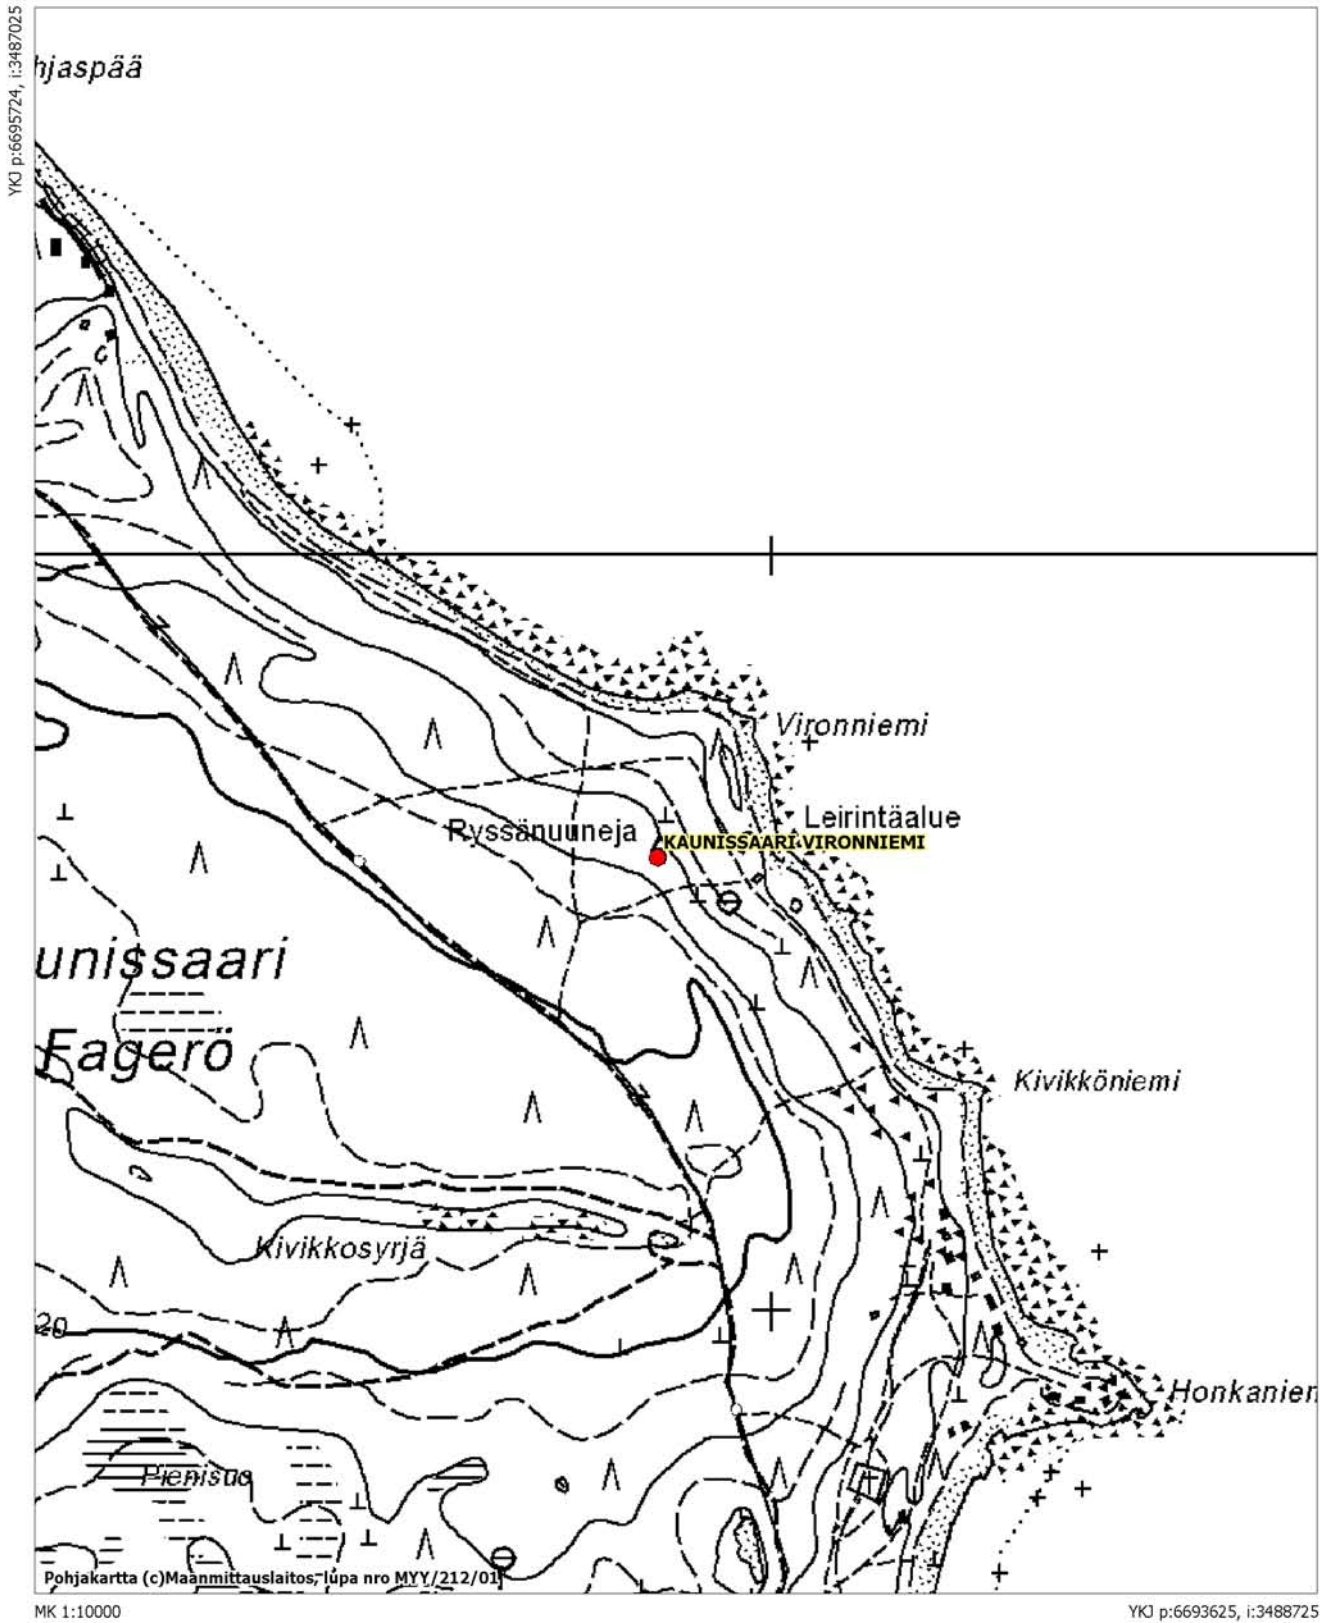 YKJ p:6695724, i:3487025
hjaspää
Vironniemi
Leirintäalue
Ryssänuuneja
KAUNISSAARI VIRONNIEMI
unissaari
Fagerö
Kivikköniemi
Kivikkosyrjä
20
Honkanien
Pienisuo
Pohjakartta (c)Maanmittauslaitos, lupa nro MYY/212/01
MK 1:10000
YKJ p:6693625, i:3488725